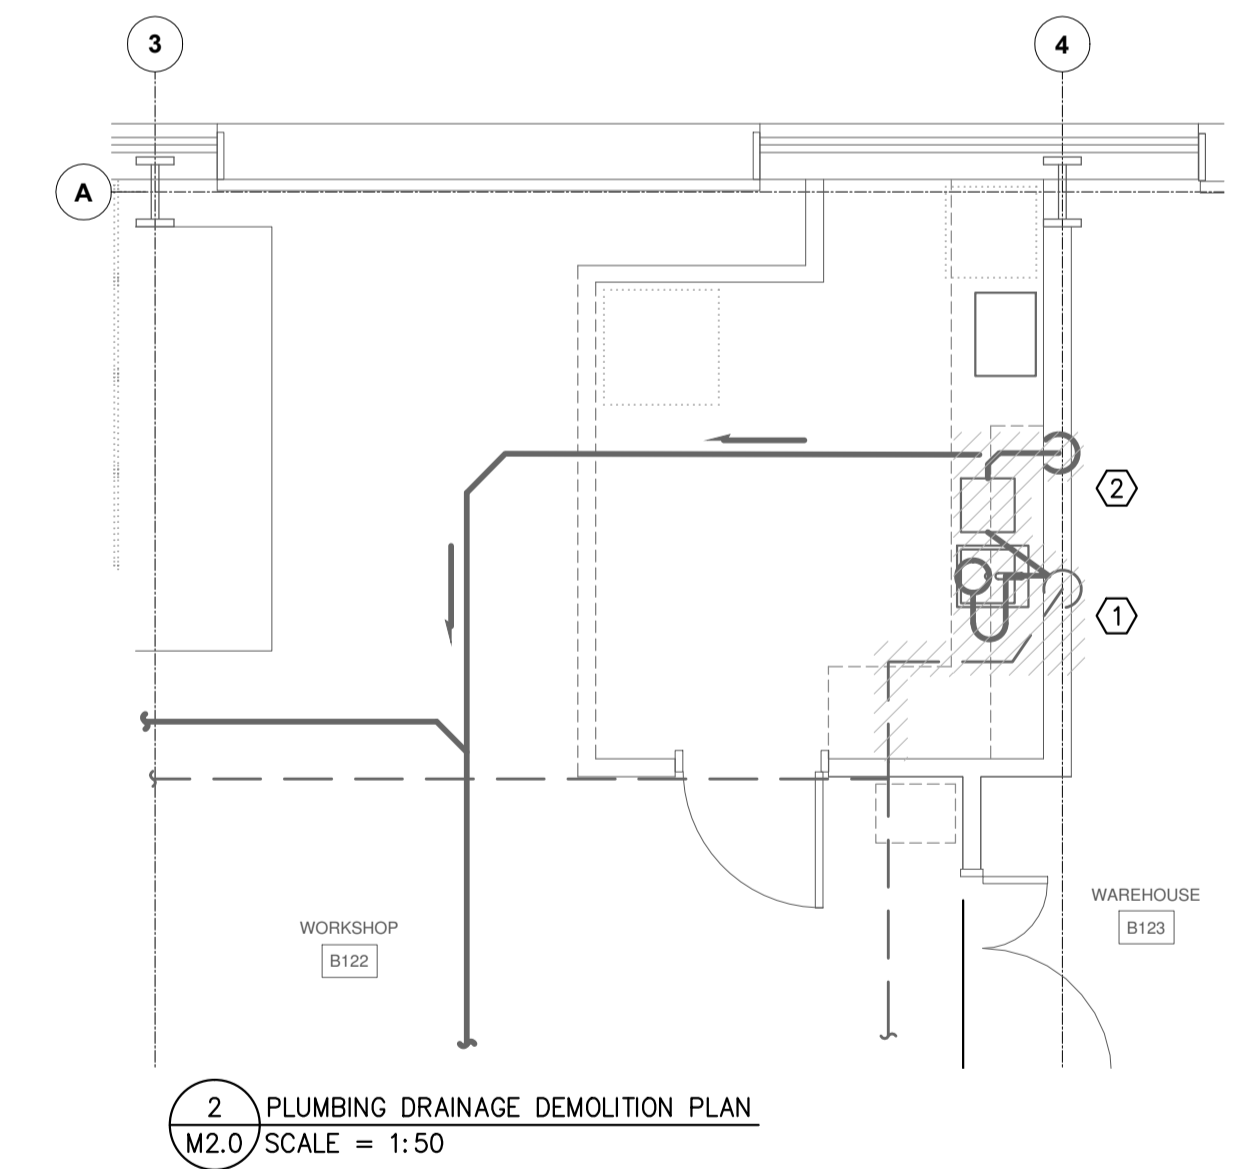 3
4
A
2
1
WORKSHOP
B122
WAREHOUSE
B123
2
PLUMBING DRAINAGE DEMOLITION PLAN
M2.0
SCALE = 1:50